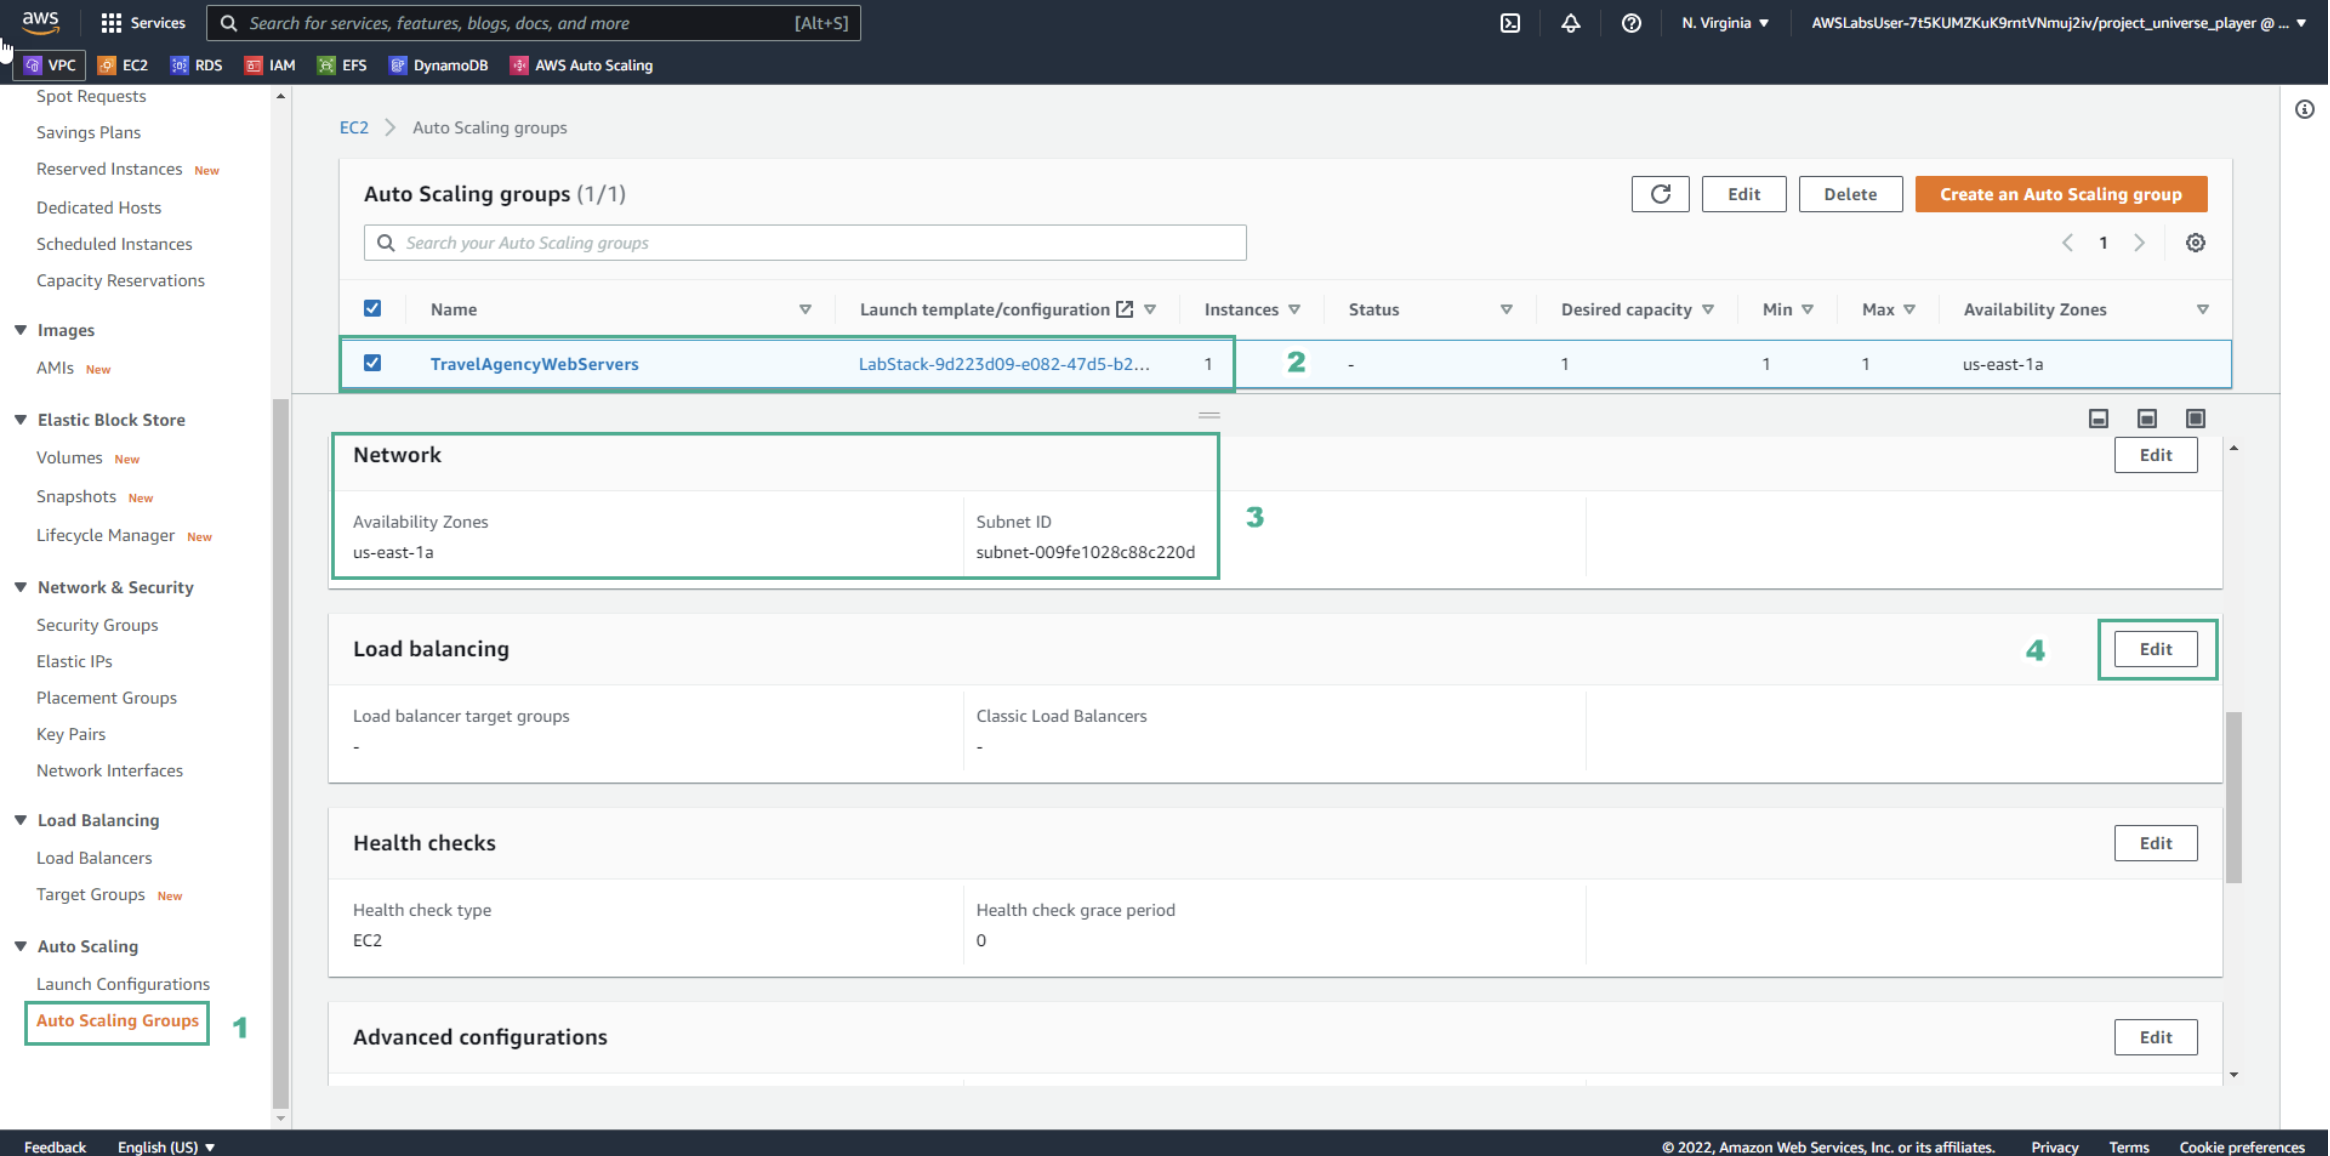 aws
Services
Search for services, features, blogs, docs, and more
[Alt+S]
N. Virginia
AWSLabsUser-7t5KUMZKuK9rntVNmuj2iv/project_universe_player @ ...
VPC
EC2
RDS
IAM
EFS
DynamoDB
AWS Auto Scaling
Spot Requests
Savings Plans
Reserved Instances New
Dedicated Hosts
Scheduled Instances
Capacity Reservations
Images
AMIs New
Elastic Block Store
Volumes New
Snapshots New
Lifecycle Manager New
Network & Security
Security Groups
Elastic IPs
Placement Groups
Key Pairs
Network Interfaces
Load Balancing
Load Balancers
Target Groups New
Auto Scaling
Launch Configurations
Auto Scaling Groups
1
EC2 > Auto Scaling groups
Auto Scaling groups (1/1)
Edit
Delete
Create an Auto Scaling group
Search your Auto Scaling groups
1
Name
Launch template/configuration
Instances
Status
Desired capacity
Min
Max
Availability Zones
TravelAgencyWebServers
LabStack-9d223d09-e082-47d5-b2...
1
2
-
1
1
1
us-east-1a
Network
Edit
Availability Zones
us-east-1a
Subnet ID
subnet-009fe1028c88c220d
3
Load balancing
4
Edit
Load balancer target groups
-
Classic Load Balancers
-
Health checks
Edit
Health check type
EC2
Health check grace period
0
Advanced configurations
Edit
Feedback
English (US)
© 2022, Amazon Web Services, Inc. or its affiliates.
Privacy
Terms
Cookie preferences